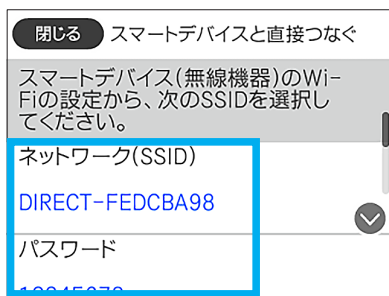 閉じる スマートデバイスと直接つなぐ
スマートデバイス(無線機器)のWi-
Fiの設定から、次のSSIDを選択し
てください。
ネットワーク(SSID)
DIRECT-FEDCBA98
パスワード
12345678